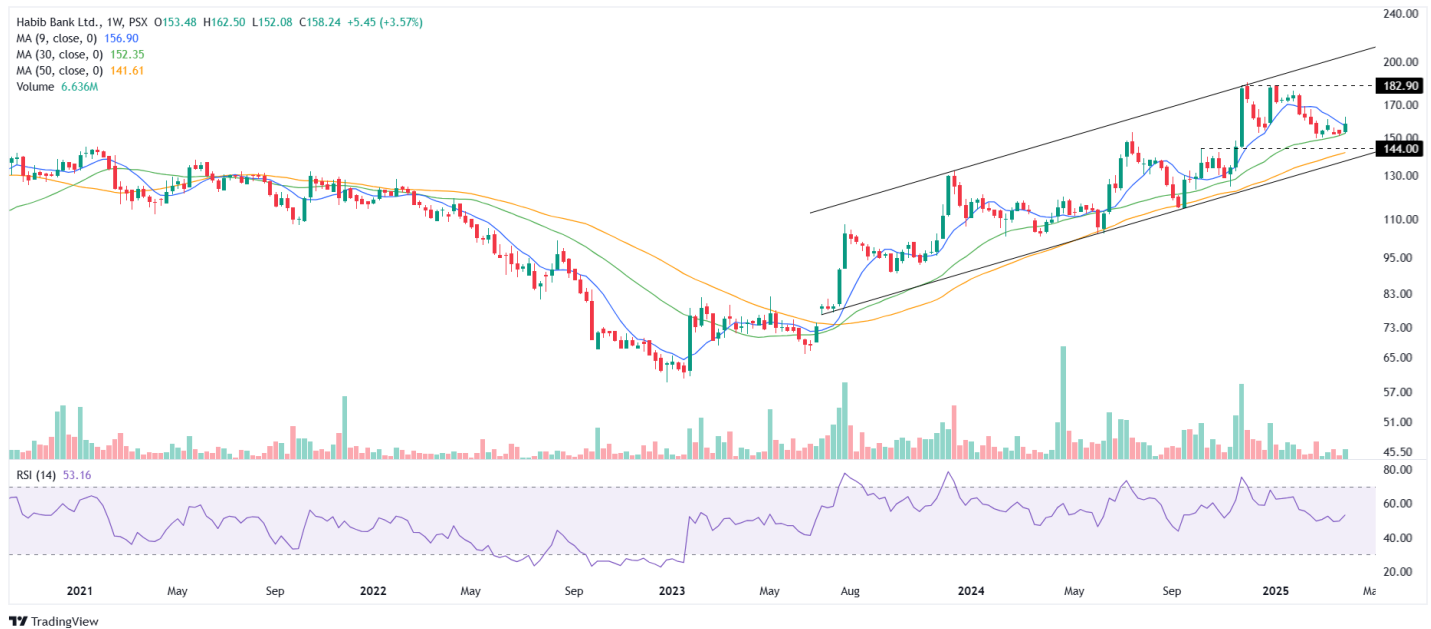 Habib Bank Ltd., 1W, PSX O153.48 H162.50 L152.08 C158.24 +5.45 (+3.57%)
MA (9, close, 0) 156.90
MA (30, close, 0) 152.35
MA (50, close, 0) 141.61
Volume 6.636M
240.00
200.00
182.90
170.00
150.00
144.00
130.00
110.00
95.00
83.00
73.00
65.00
57.00
51.00
45.50
RSI (14) 53.16
80.00
60.00
40.00
20.00
2021 May Sep 2022 May Sep 2023 May Aug 2024 May Sep 2025 Ma
TradingView